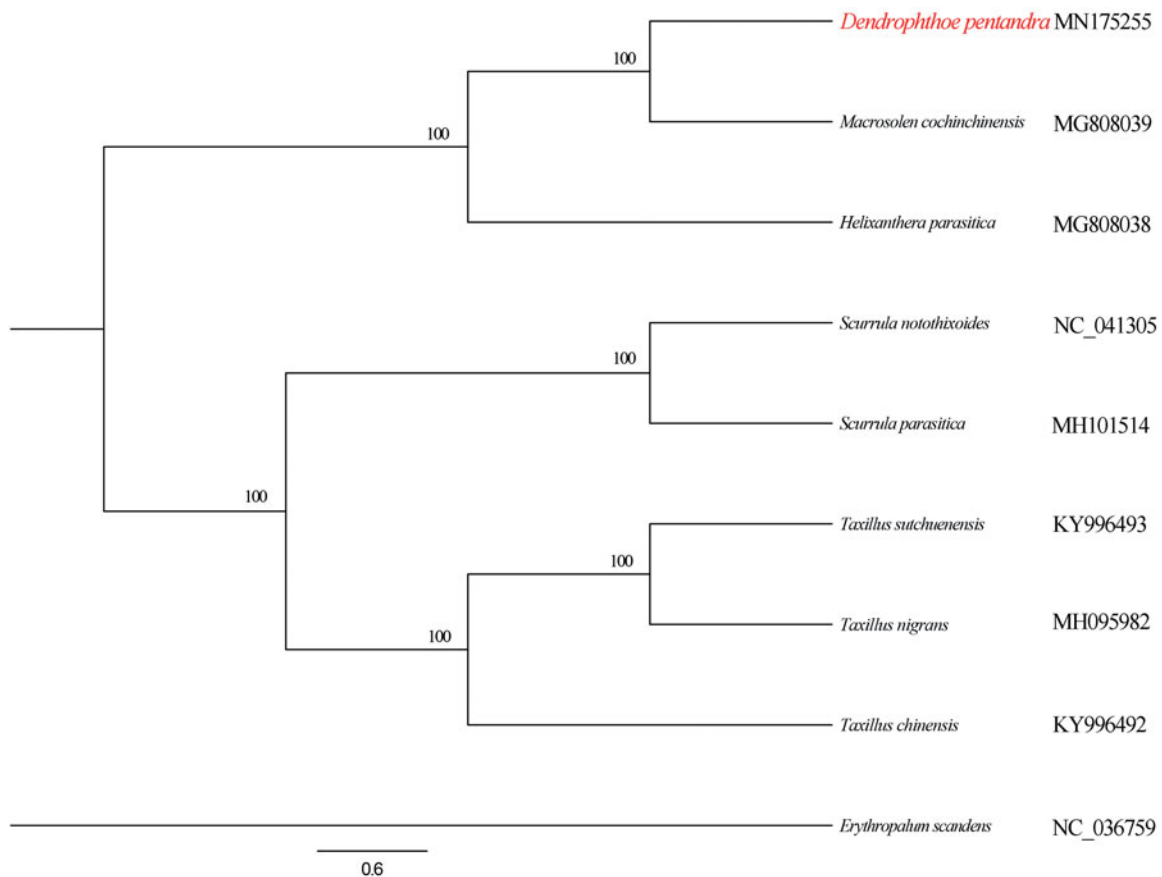 Dendrophthoe pentandra MN175255
100
Macrosolen cochinchinensis MG808039
100
Helixanthera parasitica MG808038
Scurrula notothixoides NC_041305
100
Scurrula parasitica MH101514
100
Taxillus sutchuenensis KY996493
100
Taxillus nigrans MH095982
100
Taxillus chinensis KY996492
Erythropalum scandens NC_036759
0.6